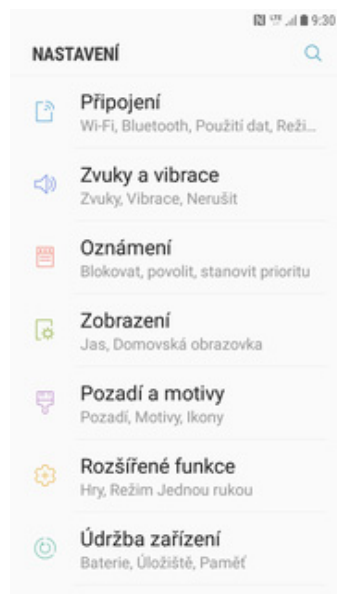 LTE 9:30
NASTAVENÍ
Připojení
Wi-Fi, Bluetooth, Použití dat, Reži...
Zvuky a vibrace
Zvuky, Vibrace, Nerušit
Oznámení
Blokovat, povolit, stanovit prioritu
Zobrazení
Jas, Domovská obrazovka
Pozadí a motivy
Pozadí, Motivy, Ikony
Rozšířené funkce
Hry, Režim Jednou rukou
Údržba zařízení
Baterie, Úložiště, Paměť